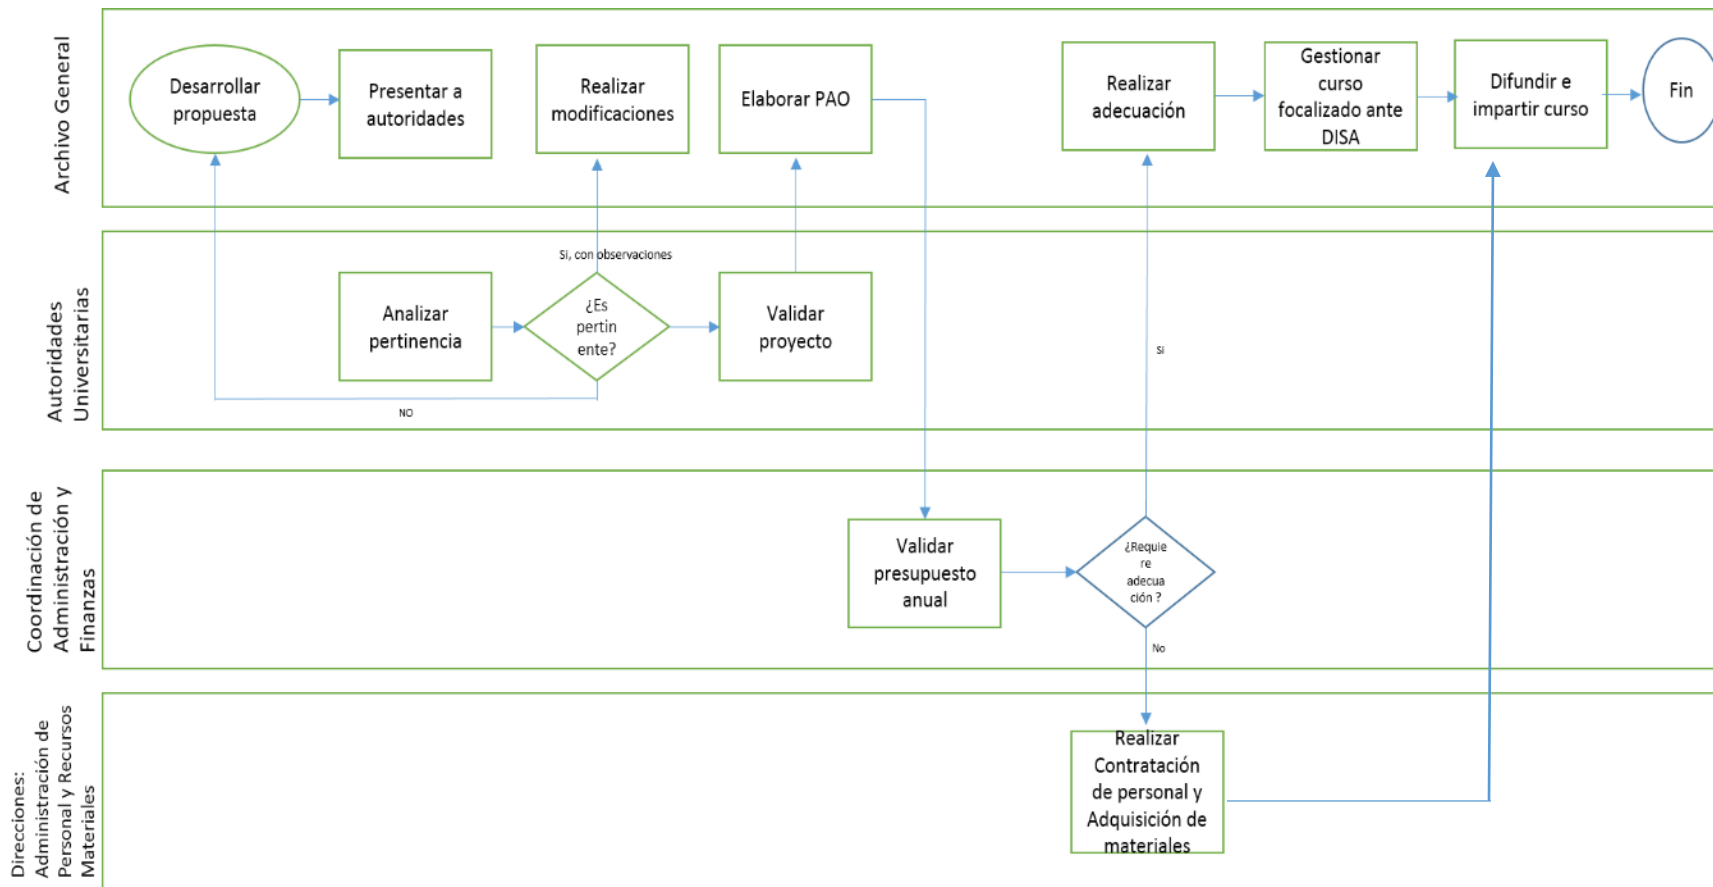 Archivo General
Desarrollar
propuesta
Presentar a
autoridades
Realizar
modificaciones
Elaborar PAO
Realizar
adecuación
Gestionar
curso
focalizado ante
DISA
Difundir e
impartir curso
Fin
Autoridades
Universitarias
Si, con observaciones
Analizar
pertinencia
¿Es
pertin
ente?
Validar
proyecto
NO
Si
Coordinación de
Administración y
Finanzas
Validar
presupuesto
anual
¿Requie
re
adecua
ción ?
No
Direcciones:
Administración de
Personal y Recursos
Materiales
Realizar
Contratación
de personal y
Adquisición de
materiales